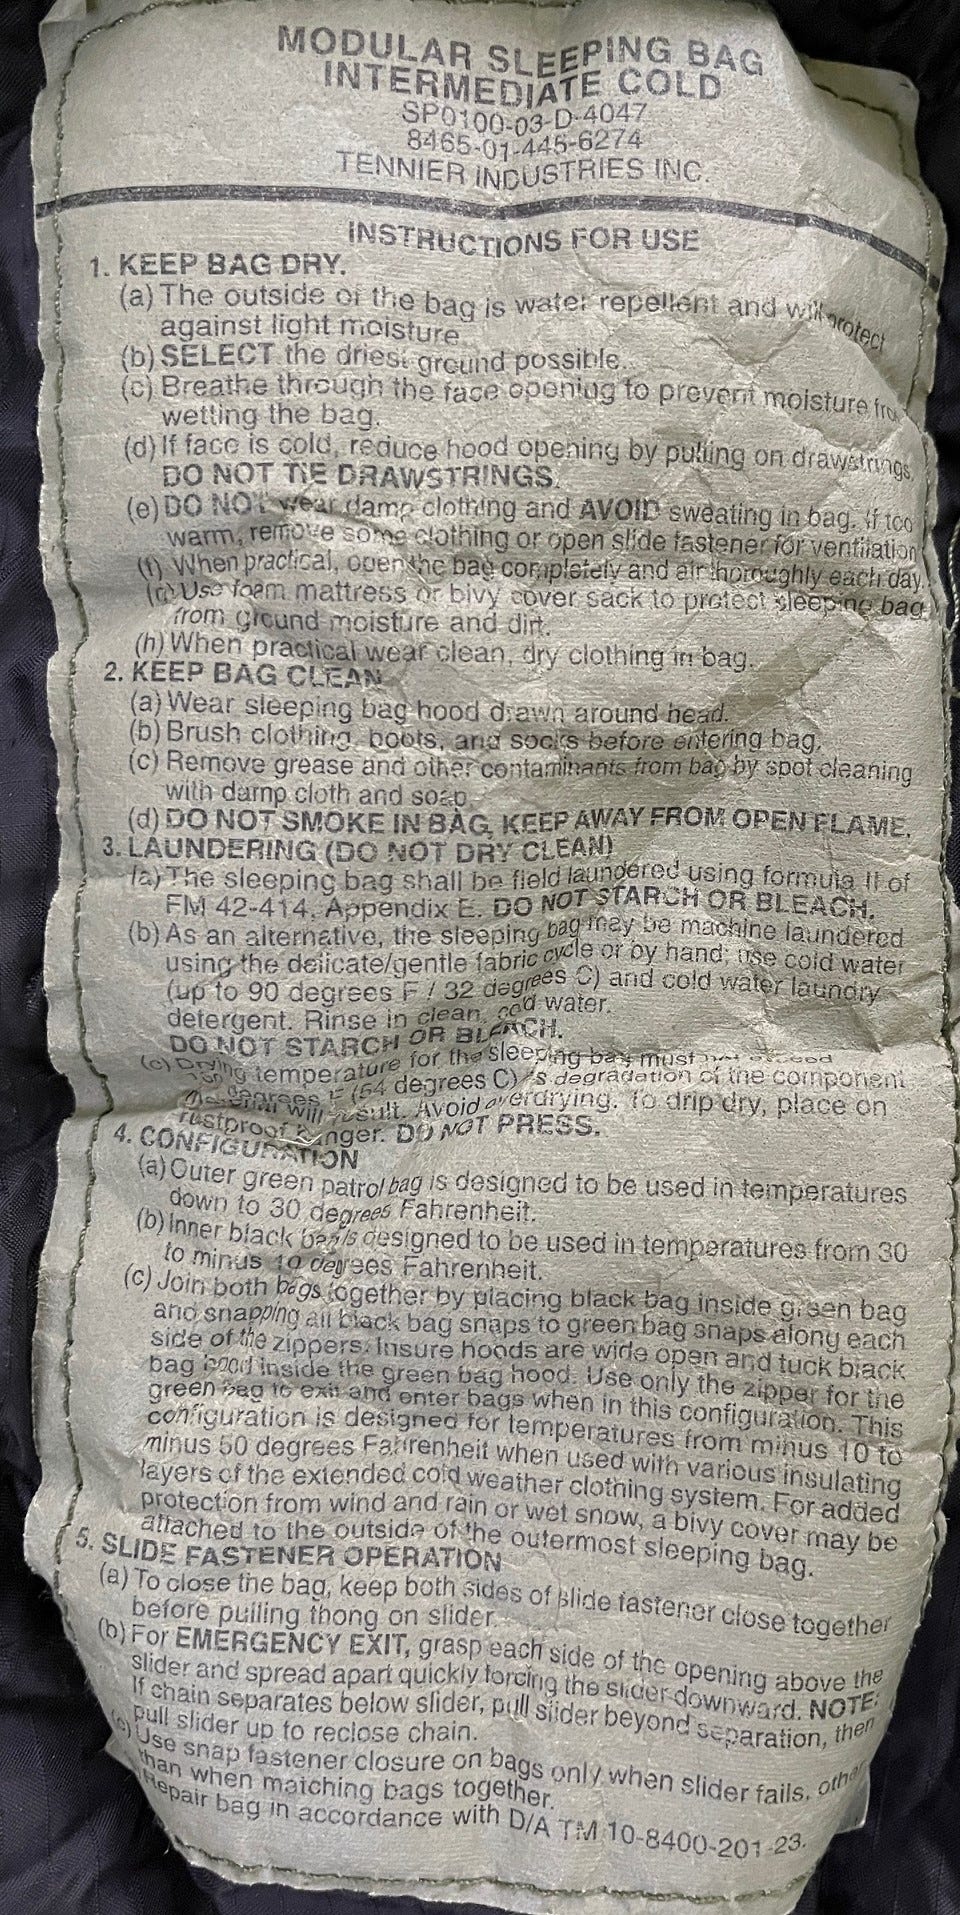 MODULAR SLEEPING BAG
INTERMEDIATE COLD
SP0100-03-D-4047
8465-01-445-6274
TENNIER INDUSTRIES INC.
INSTRUCTIONS FOR USE
1. KEEP BAG DRY.
(a) The outside of the bag is water repellent and will protect
against light moisture.
(b) SELECT the driest ground possible.
(c) Breathe through the face opening to prevent moisture from
wetting the bag.
(d) If face is cold, reduce hood opening by pulling on drawstrings.
DO NOT TIE DRAWSTRINGS.
(e) DO NOT wear damp clothing and AVOID sweating in bag. If too
warm, remove some clothing or open slide fastener for ventilation.
(f) When practical, open the bag completely and air thoroughly each day.
(g) Use foam mattress or bivy cover sack to protect sleeping bag
from ground moisture and dirt.
(h) When practical wear clean, dry clothing in bag.
2. KEEP BAG CLEAN
(a) Wear sleeping bag hood drawn around head.
(b) Brush clothing, boots, and socks before entering bag.
(c) Remove grease and other contaminants from bag by spot cleaning
with damp cloth and soap.
(d) DO NOT SMOKE IN BAG, KEEP AWAY FROM OPEN FLAME.
3. LAUNDERING (DO NOT DRY CLEAN)
(a) The sleeping bag shall be field laundered using formula II of
FM 42-414, Appendix E. DO NOT STARCH OR BLEACH.
(b) As an alternative, the sleeping bag may be machine laundered
using the delicate/gentle fabric cycle or by hand; use cold water
(up to 90 degrees F / 32 degrees C) and cold water laundry
detergent. Rinse in clean, cold water.
DO NOT STARCH OR BLEACH.
(c) Drying temperature for the sleeping bag must not exceed
degrees F (54 degrees C) as degradation of the component
material will result. Avoid overdrying. To drip dry, place on
rustproof hanger. DO NOT PRESS.
4. CONFIGURATION
(a) Outer green patrol bag is designed to be used in temperatures
down to 30 degrees Fahrenheit.
(b) Inner black bag is designed to be used in temperatures from 30
to minus 10 degrees Fahrenheit.
(c) Join both bags together by placing black bag inside green bag
and snapping all black bag snaps to green bag snaps along each
side of the zippers. Insure hoods are wide open and tuck black
bag hood inside the green bag hood. Use only the zipper for the
green bag to exit and enter bags when in this configuration. This
configuration is designed for temperatures from minus 10 to
minus 50 degrees Fahrenheit when used with various insulating
layers of the extended cold weather clothing system. For added
protection from wind and rain or wet snow, a bivy cover may be
attached to the outside of the outermost sleeping bag.
5. SLIDE FASTENER OPERATION
(a) To close the bag, keep both sides of slide fastener close together
before pulling thong on slider.
(b) For EMERGENCY EXIT, grasp each side of the opening above the
slider and spread apart quickly forcing the slider downward. NOTE:
If chain separates below slider, pull slider beyond separation, then
pull slider up to reclose chain.
(c) Use snap fastener closure on bags only when slider fails, other
than when matching bags together.
Repair bag in accordance with D/A TM 10-8400-201-23.